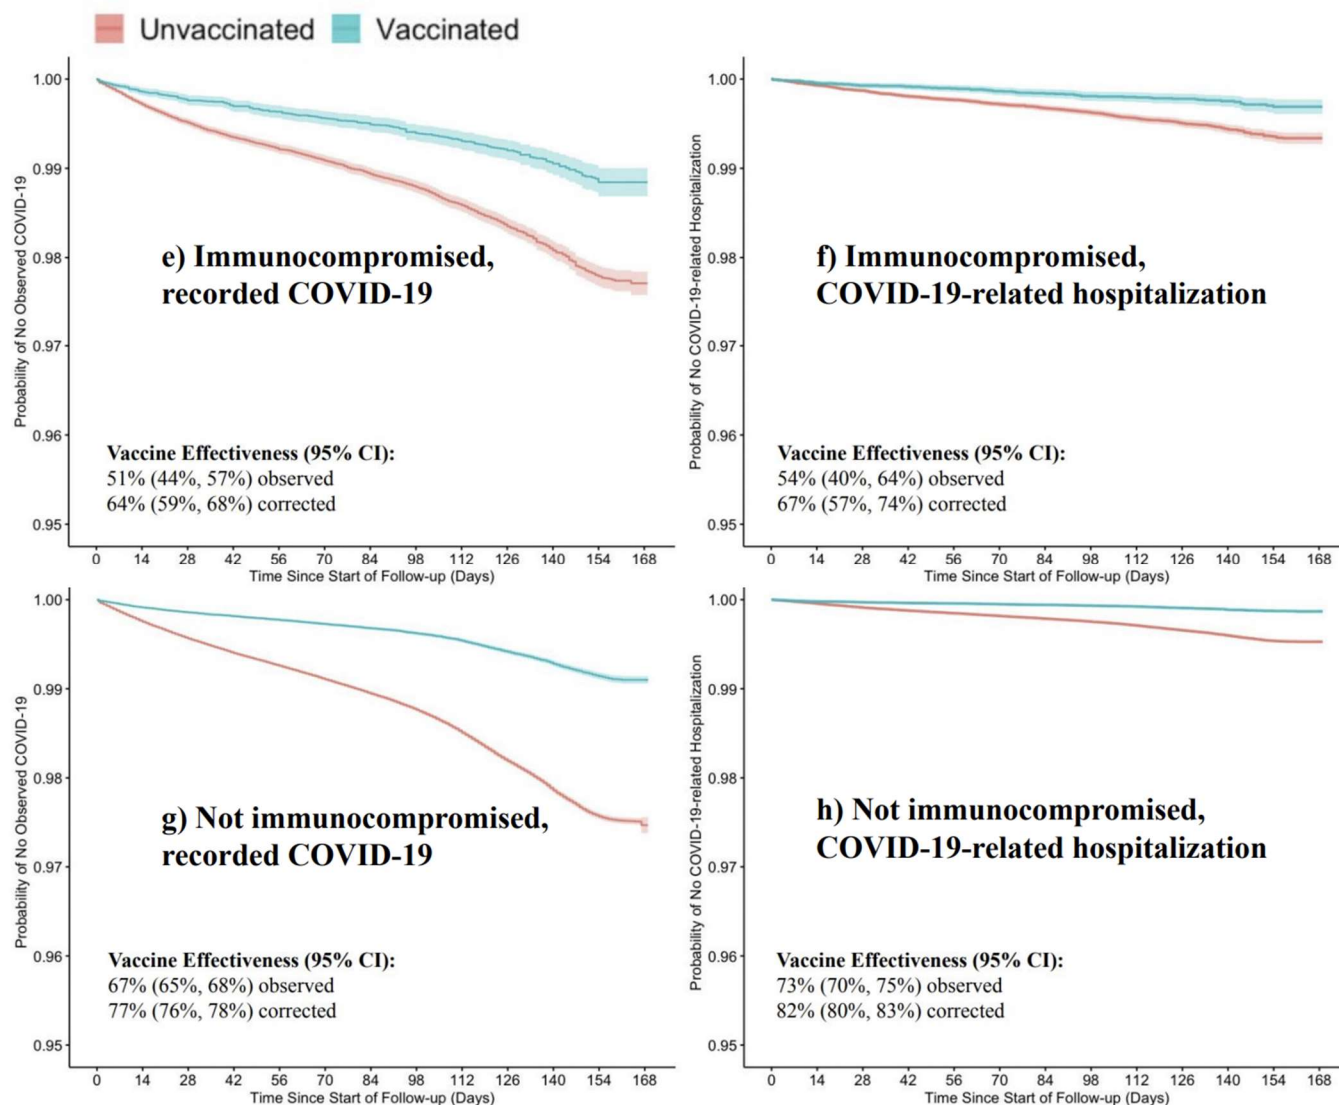 Unvaccinated Vaccinated
Probability of No Observed COVID-19
1.00
0.99
0.98
0.97
0.96
0.95
e) Immunocompromised,
recorded COVID-19
Vaccine Effectiveness (95% CI):
51% (44%, 57%) observed
64% (59%, 68%) corrected
0 14 28 42 56 70 84 98 112 126 140 154 168
Time Since Start of Follow-up (Days)
Probability of No COVID-19-related Hospitalization
1.00
0.99
0.98
0.97
0.96
0.95
f) Immunocompromised,
COVID-19-related hospitalization
Vaccine Effectiveness (95% CI):
54% (40%, 64%) observed
67% (57%, 74%) corrected
0 14 28 42 56 70 84 98 112 126 140 154 168
Time Since Start of Follow-up (Days)
Probability of No Observed COVID-19
1.00
0.99
0.98
0.97
0.96
0.95
g) Not immunocompromised,
recorded COVID-19
Vaccine Effectiveness (95% CI):
67% (65%, 68%) observed
77% (76%, 78%) corrected
0 14 28 42 56 70 84 98 112 126 140 154 168
Time Since Start of Follow-up (Days)
Probability of No COVID-19-related Hospitalization
1.00
0.99
0.98
0.97
0.96
0.95
h) Not immunocompromised,
COVID-19-related hospitalization
Vaccine Effectiveness (95% CI):
73% (70%, 75%) observed
82% (80%, 83%) corrected
0 14 28 42 56 70 84 98 112 126 140 154 168
Time Since Start of Follow-up (Days)